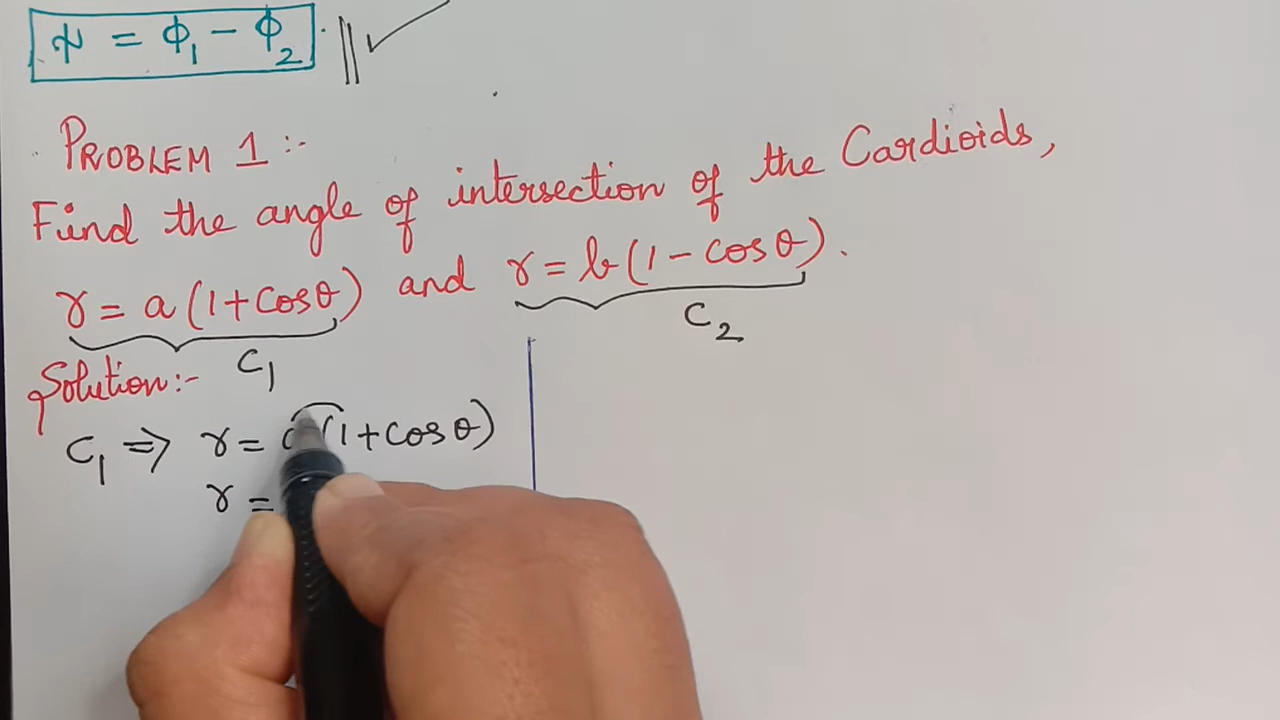 ψ = ϕ₁ - ϕ₂
PROBLEM 1 :-
Find the angle of intersection of the Cardioids,
r = a (1 + cosθ) and r = b (1 - cosθ).
C₁
C₂
Solution:-
C₁ ⇒ r = a (1 + cosθ)
r =